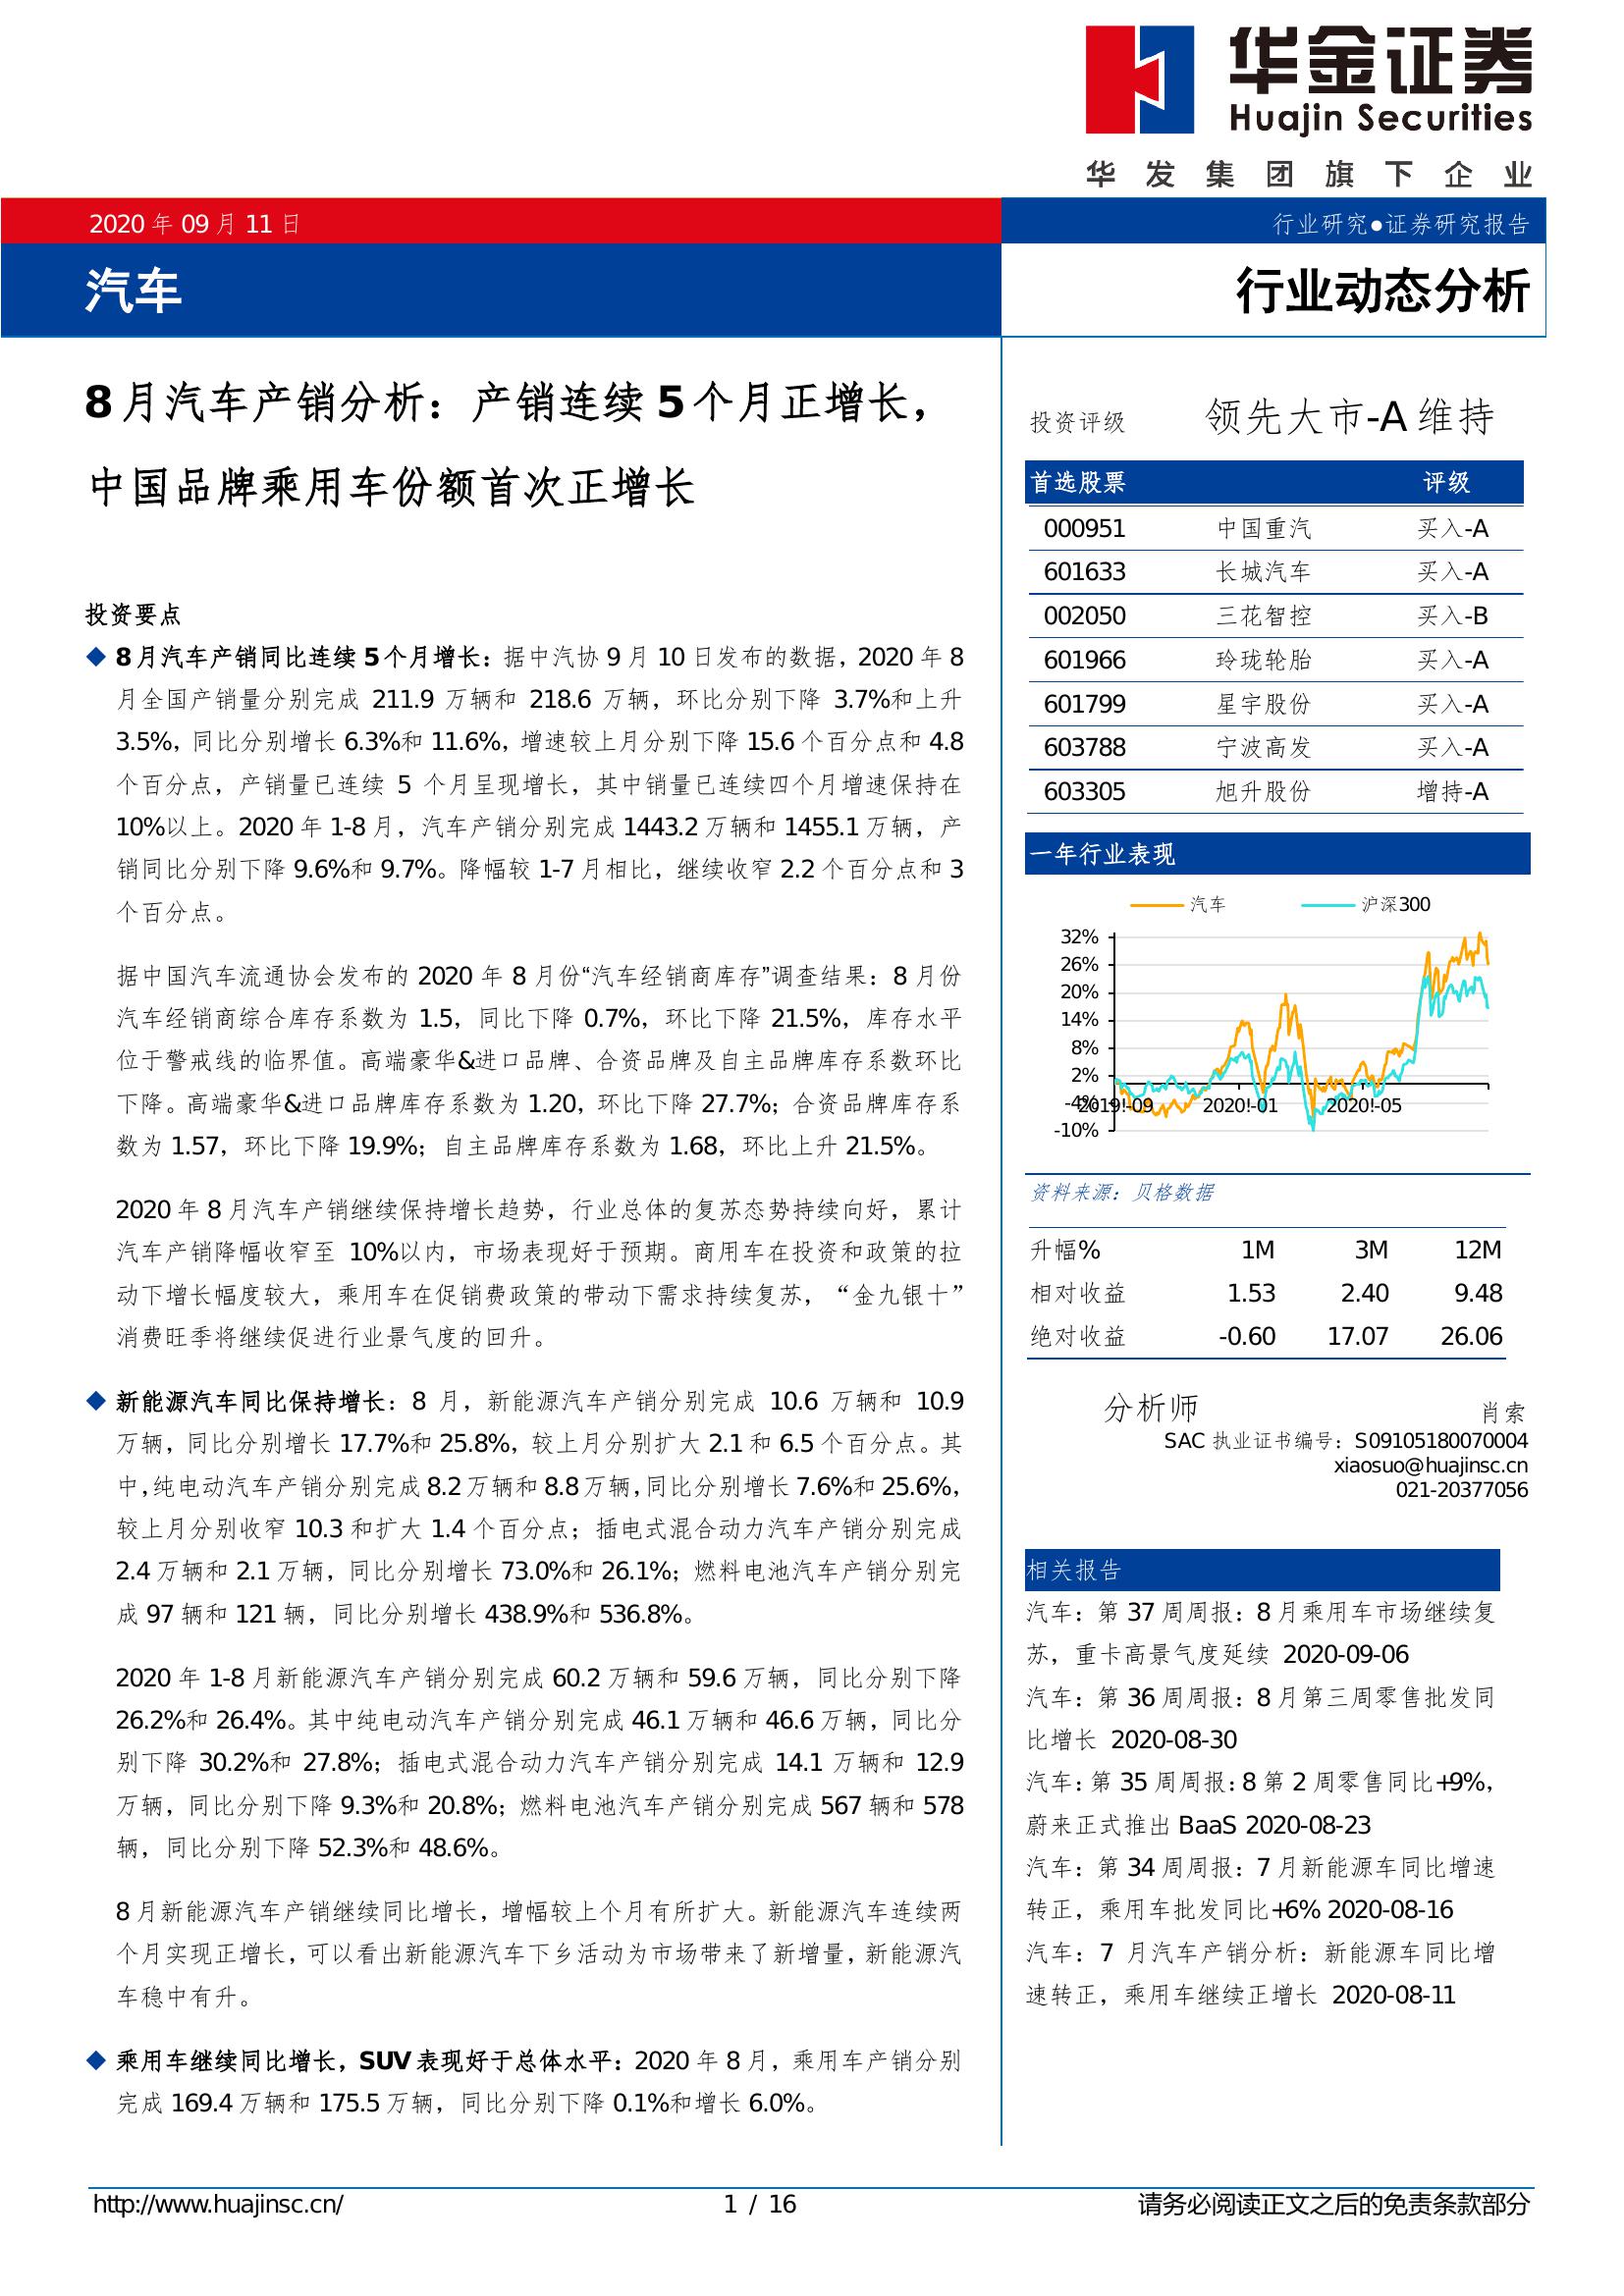 华金证券
Huajin Securities
华发集团旗下企业
2020 年 09 月 11 日
行业研究●证券研究报告
汽车
行业动态分析
8 月汽车产销分析：产销连续 5 个月正增长，
中国品牌乘用车份额首次正增长
投资要点
◆ 8 月汽车产销同比连续 5 个月增长：据中汽协 9 月 10 日发布的数据，2020 年 8
月全国产销量分别完成 211.9 万辆和 218.6 万辆，环比分别下降 3.7%和上升
3.5%，同比分别增长 6.3%和 11.6%，增速较上月分别下降 15.6 个百分点和 4.8
个百分点，产销量已连续 5 个月呈现增长，其中销量已连续四个月增速保持在
10%以上。2020 年 1-8 月，汽车产销分别完成 1443.2 万辆和 1455.1 万辆，产
销同比分别下降 9.6%和 9.7%。降幅较 1-7 月相比，继续收窄 2.2 个百分点和 3
个百分点。
据中国汽车流通协会发布的 2020 年 8 月份“汽车经销商库存”调查结果：8 月份
汽车经销商综合库存系数为 1.5，同比下降 0.7%，环比下降 21.5%，库存水平
位于警戒线的临界值。高端豪华&进口品牌、合资品牌及自主品牌库存系数环比
下降。高端豪华&进口品牌库存系数为 1.20，环比下降 27.7%；合资品牌库存系
数为 1.57，环比下降 19.9%；自主品牌库存系数为 1.68，环比上升 21.5%。
2020 年 8 月汽车产销继续保持增长趋势，行业总体的复苏态势持续向好，累计
汽车产销降幅收窄至 10%以内，市场表现好于预期。商用车在投资和政策的拉
动下增长幅度较大，乘用车在促销费政策的带动下需求持续复苏，“金九银十”
消费旺季将继续促进行业景气度的回升。
◆ 新能源汽车同比保持增长：8 月，新能源汽车产销分别完成 10.6 万辆和 10.9
万辆，同比分别增长 17.7%和 25.8%，较上月分别扩大 2.1 和 6.5 个百分点。其
中，纯电动汽车产销分别完成 8.2 万辆和 8.8 万辆，同比分别增长 7.6%和 25.6%，
较上月分别收窄 10.3 和扩大 1.4 个百分点；插电式混合动力汽车产销分别完成
2.4 万辆和 2.1 万辆，同比分别增长 73.0%和 26.1%；燃料电池汽车产销分别完
成 97 辆和 121 辆，同比分别增长 438.9%和 536.8%。
2020 年 1-8 月新能源汽车产销分别完成 60.2 万辆和 59.6 万辆，同比分别下降
26.2%和 26.4%。其中纯电动汽车产销分别完成 46.1 万辆和 46.6 万辆，同比分
别下降 30.2%和 27.8%；插电式混合动力汽车产销分别完成 14.1 万辆和 12.9
万辆，同比分别下降 9.3%和 20.8%；燃料电池汽车产销分别完成 567 辆和 578
辆，同比分别下降 52.3%和 48.6%。
8 月新能源汽车产销继续同比增长，增幅较上个月有所扩大。新能源汽车连续两
个月实现正增长，可以看出新能源汽车下乡活动为市场带来了新增量，新能源汽
车稳中有升。
◆ 乘用车继续同比增长，SUV 表现好于总体水平：2020 年 8 月，乘用车产销分别
完成 169.4 万辆和 175.5 万辆，同比分别下降 0.1%和增长 6.0%。
投资评级 领先大市-A 维持
首选股票 评级
000951 中国重汽 买入-A
601633 长城汽车 买入-A
002050 三花智控 买入-B
601966 玲珑轮胎 买入-A
601799 星宇股份 买入-A
603788 宁波高发 买入-A
603305 旭升股份 增持-A
一年行业表现
汽车 沪深300
32%
26%
20%
14%
8%
2%
-4%
-10%
2019!-09 2020!-01 2020!-05
资料来源：贝格数据
升幅% 1M 3M 12M
相对收益 1.53 2.40 9.48
绝对收益 -0.60 17.07 26.06
分析师 肖索
SAC 执业证书编号：S09105180070004
xiaosuo@huajinsc.cn
021-20377056
相关报告
汽车：第 37 周周报：8 月乘用车市场继续复
苏，重卡高景气度延续 2020-09-06
汽车：第 36 周周报：8 月第三周零售批发同
比增长 2020-08-30
汽车：第 35 周周报：8 第 2 周零售同比+9%，
蔚来正式推出 BaaS 2020-08-23
汽车：第 34 周周报：7 月新能源车同比增速
转正，乘用车批发同比+6% 2020-08-16
汽车：7 月汽车产销分析：新能源车同比增
速转正，乘用车继续正增长 2020-08-11
http://www.huajinsc.cn/ 1 / 16 请务必阅读正文之后的免责条款部分